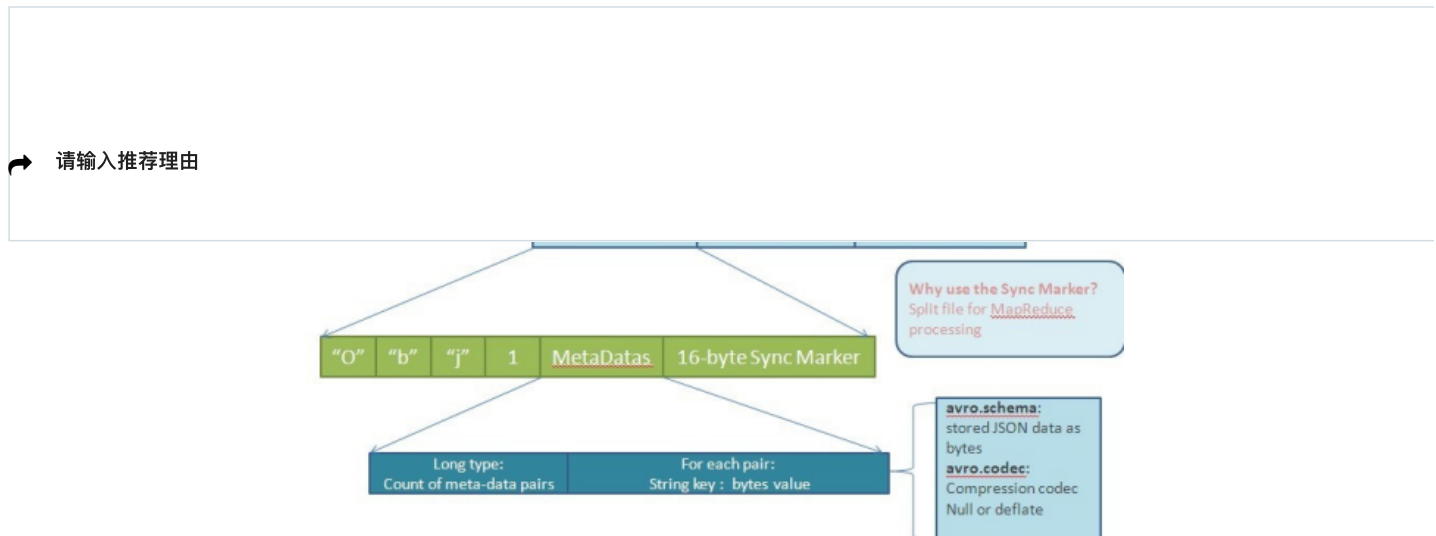 请输入推荐理由
Why use the Sync Marker?
Split file for MapReduce
processing
“O” “b” “j” 1 MetaDatas 16-byte Sync Marker
Long type:
Count of meta-data pairs
For each pair:
String key : bytes value
avro.schema:
stored JSON data as
bytes
avro.codec:
Compression codec
Null or deflate